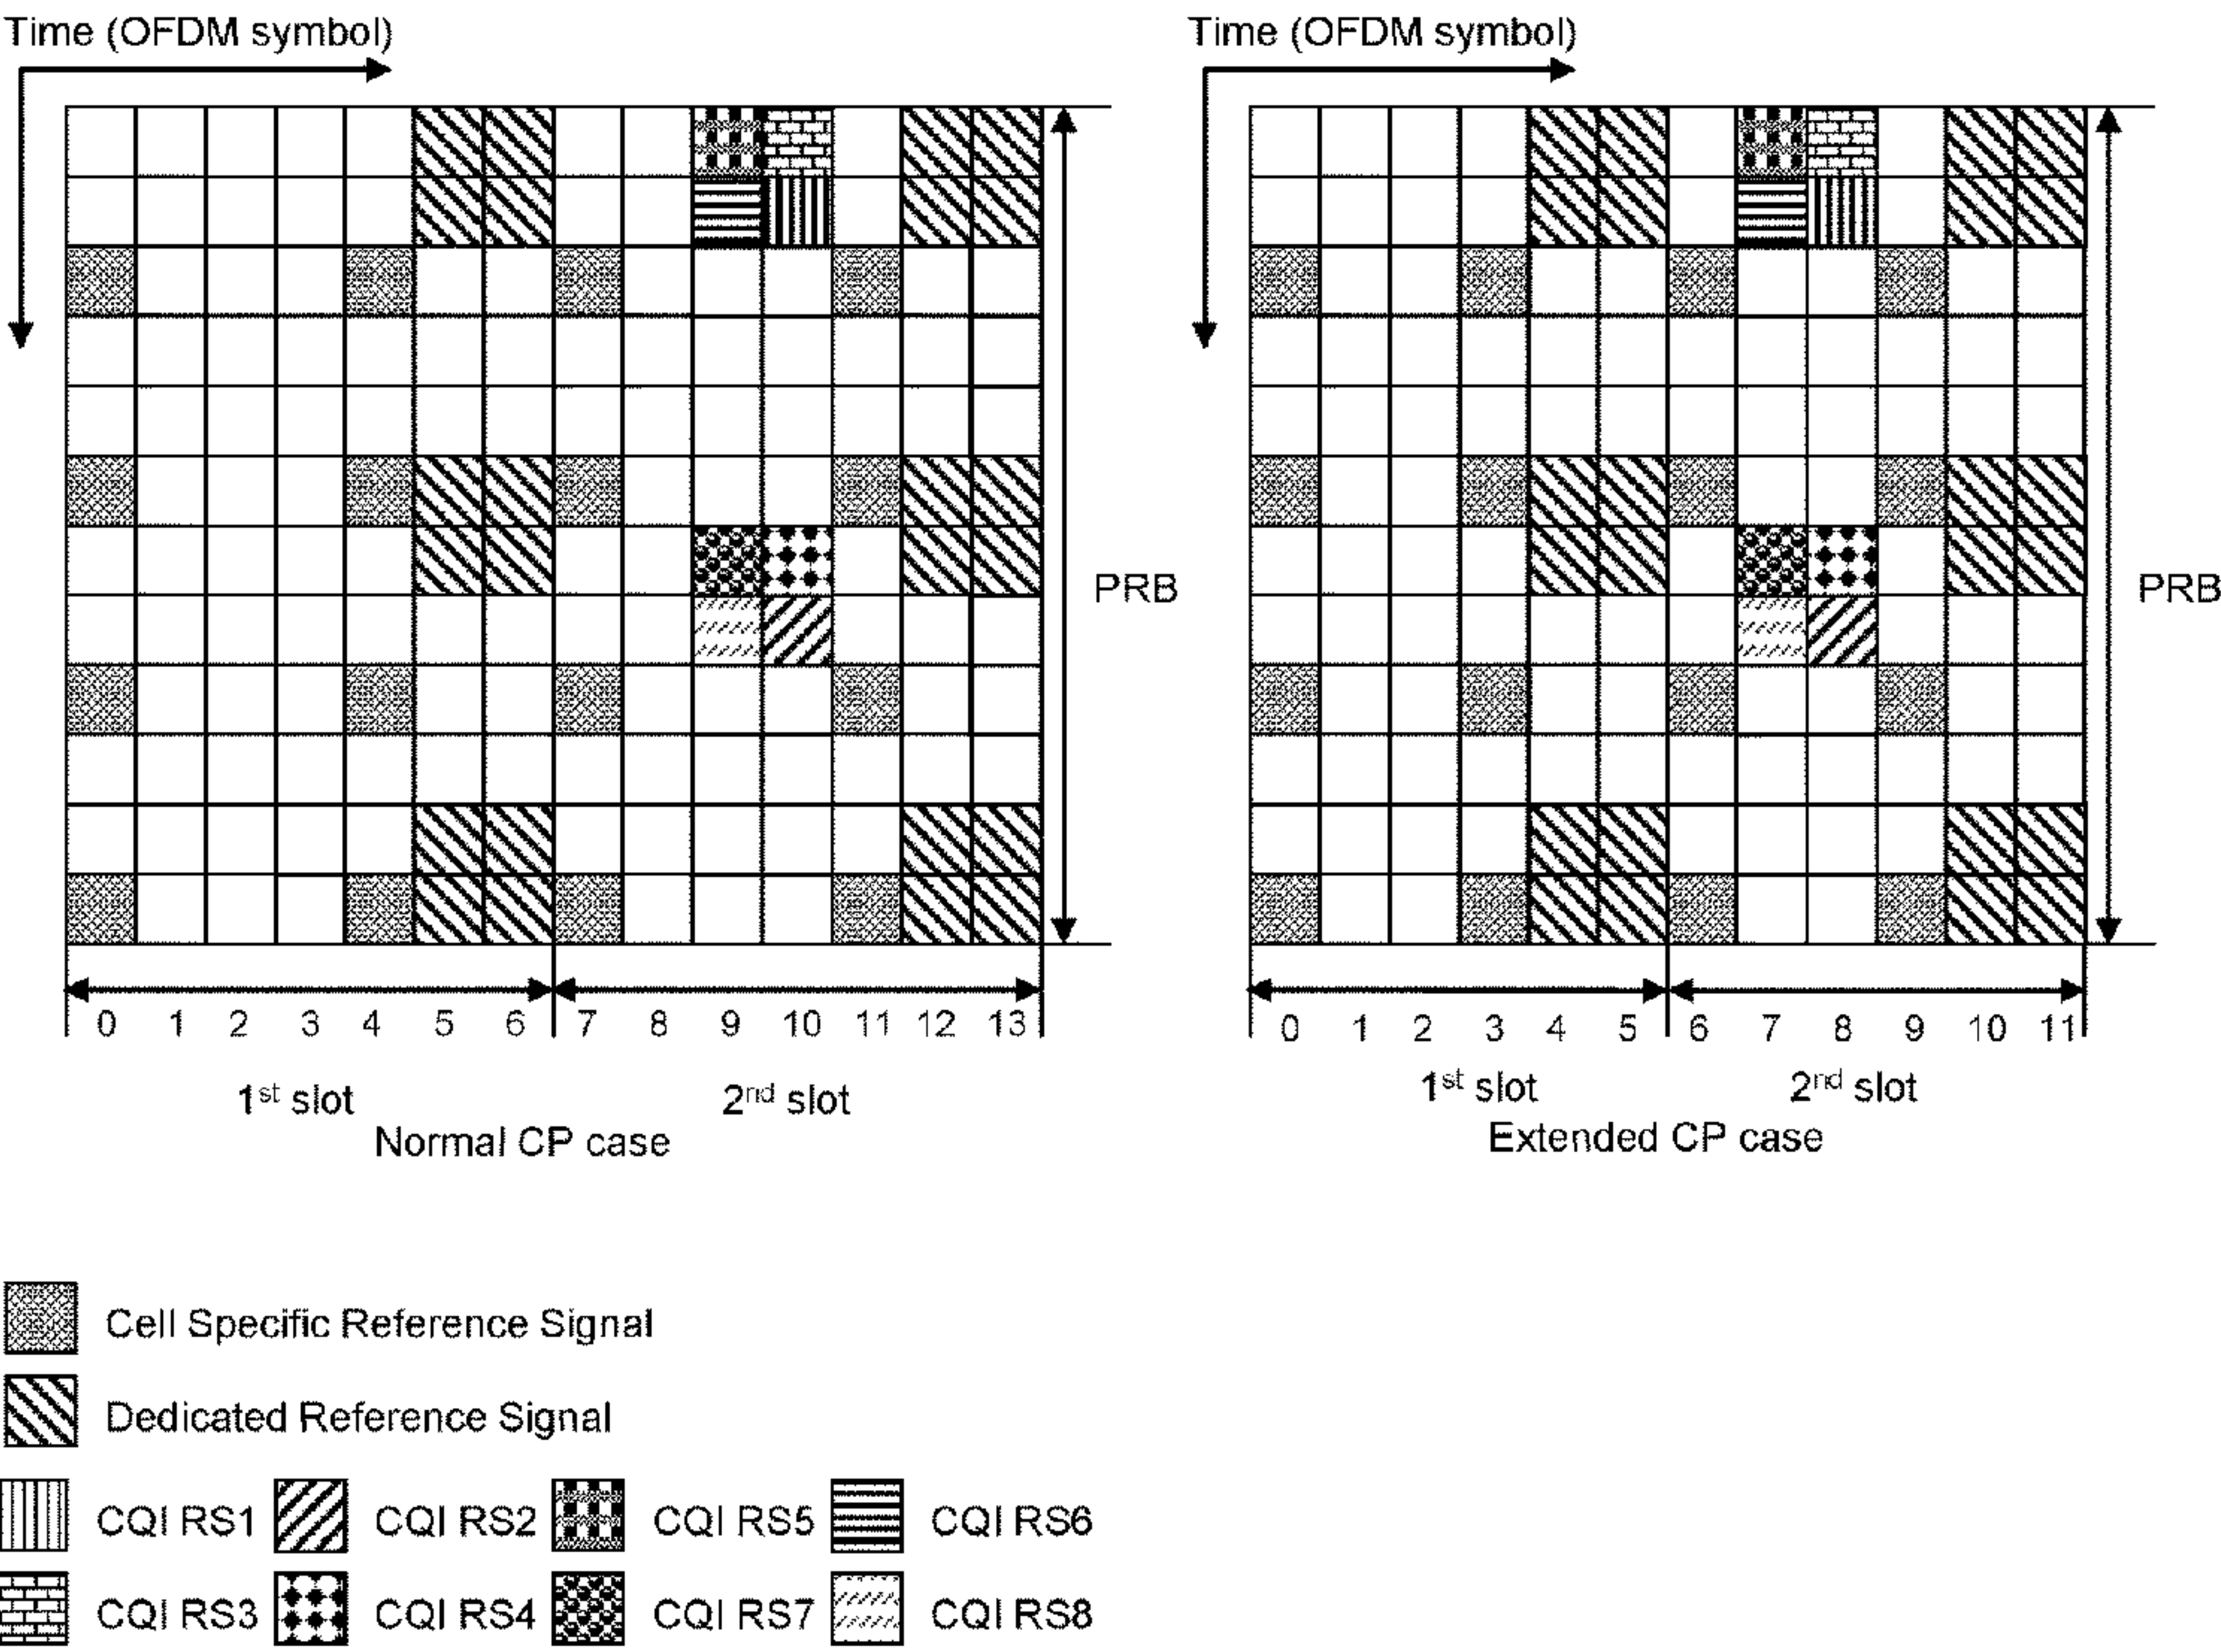 Time (OFDM symbol) Time (OFDM symbol)
PRB PRB
0 1 2 3 4 5 6 7 8 9 10 11 12 13 0 1 2 3 4 5 6 7 8 9 10 11
1st slot 2nd slot 1st slot 2nd slot
Normal CP case Extended CP case
Cell Specific Reference Signal
Dedicated Reference Signal
CQI RS1 CQI RS2 CQI RS5 CQI RS6
CQI RS3 CQI RS4 CQI RS7 CQI RS8